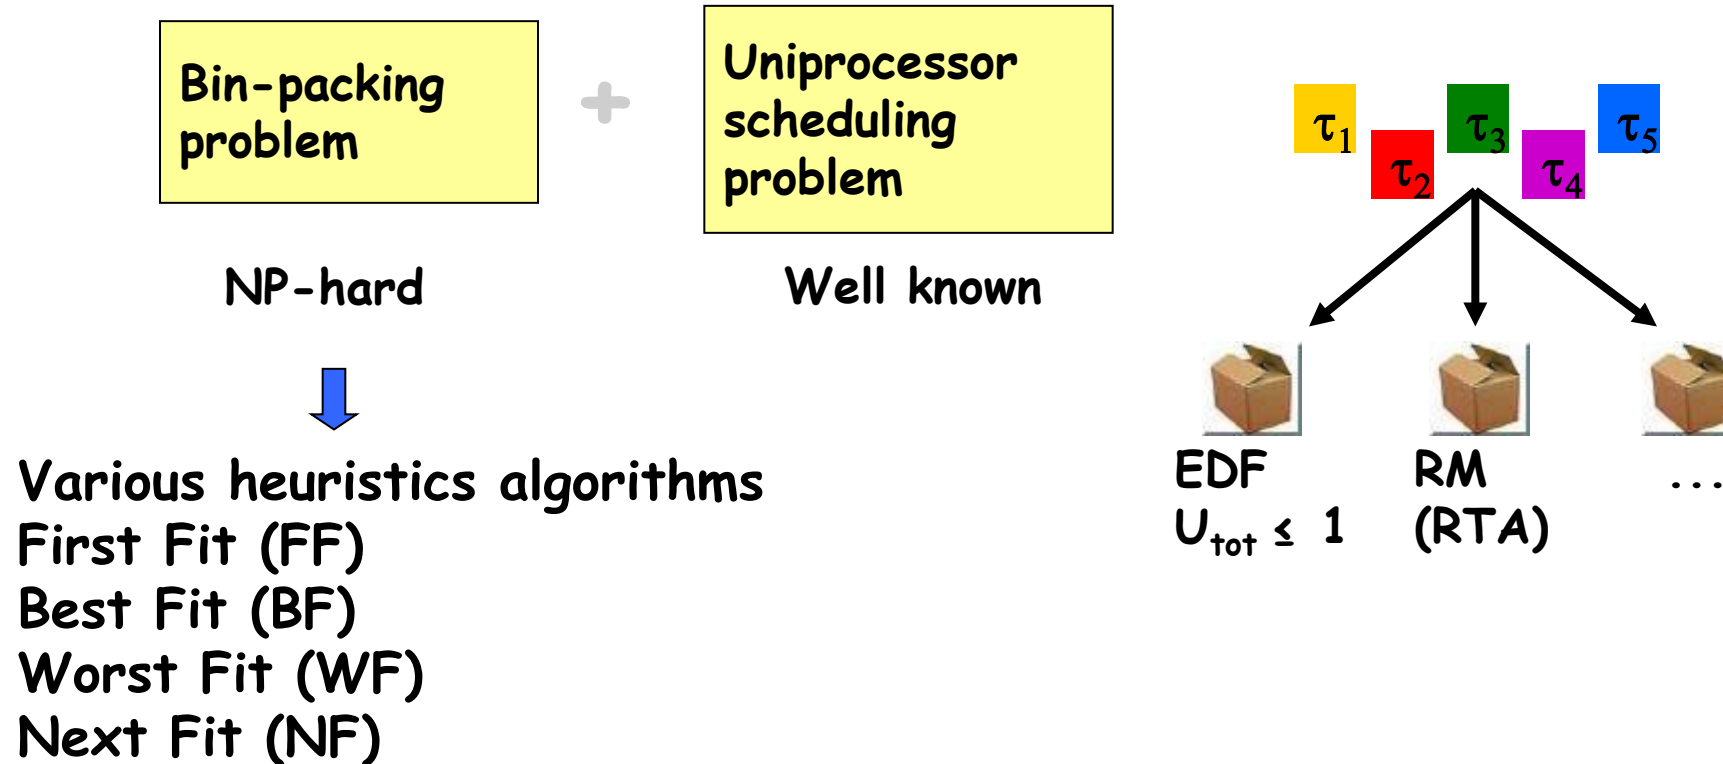 Bin-packing
problem
+
Uniprocessor
scheduling
problem
NP-hard
Well known
Various heuristics algorithms
First Fit (FF)
Best Fit (BF)
Worst Fit (WF)
Next Fit (NF)
τ1
τ2
τ3
τ4
τ5
EDF
Utot ≤ 1
RM
(RTA)
...